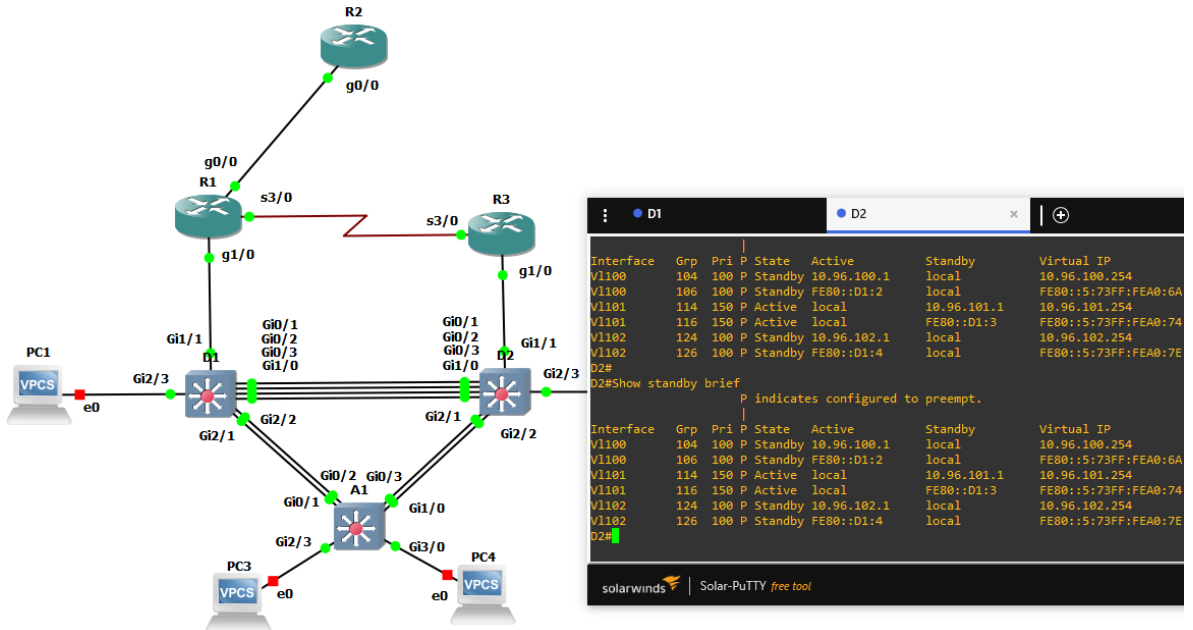 R2
g0/0
g0/0
R1
s3/0
R3
s3/0
g1/0
g1/0
Gi0/1
Gi0/2
Gi0/3
Gi1/0
Gi0/1
Gi0/2
Gi0/3
Gi1/0
Gi1/1
D1
D2
Gi1/1
PC1
VPCS
e0
Gi2/3
Gi2/3
Gi2/1
Gi2/2
Gi2/1
Gi2/2
Gi0/2
Gi0/3
Gi0/1
A1
Gi1/0
Gi2/3
Gi3/0
PC3
VPCS
e0
PC4
VPCS
e0
D1
D2
×
|
Interface Grp Pri P State Active Standby Virtual IP
Vl100 104 100 P Standby 10.96.100.1 local 10.96.100.254
Vl100 106 100 P Standby FE80::D1:2 local FE80::5:73FF:FEA0:6A
Vl101 114 150 P Active local 10.96.101.1 10.96.101.254
Vl101 116 150 P Active local FE80::D1:3 FE80::5:73FF:FEA0:74
Vl102 124 100 P Standby 10.96.102.1 local 10.96.102.254
Vl102 126 100 P Standby FE80::D1:4 local FE80::5:73FF:FEA0:7E
D2#
D2#Show standby brief
P indicates configured to preempt.
|
Interface Grp Pri P State Active Standby Virtual IP
Vl100 104 100 P Standby 10.96.100.1 local 10.96.100.254
Vl100 106 100 P Standby FE80::D1:2 local FE80::5:73FF:FEA0:6A
Vl101 114 150 P Active local 10.96.101.1 10.96.101.254
Vl101 116 150 P Active local FE80::D1:3 FE80::5:73FF:FEA0:74
Vl102 124 100 P Standby 10.96.102.1 local 10.96.102.254
Vl102 126 100 P Standby FE80::D1:4 local FE80::5:73FF:FEA0:7E
D2#
solarwinds | Solar-PuTTY free tool